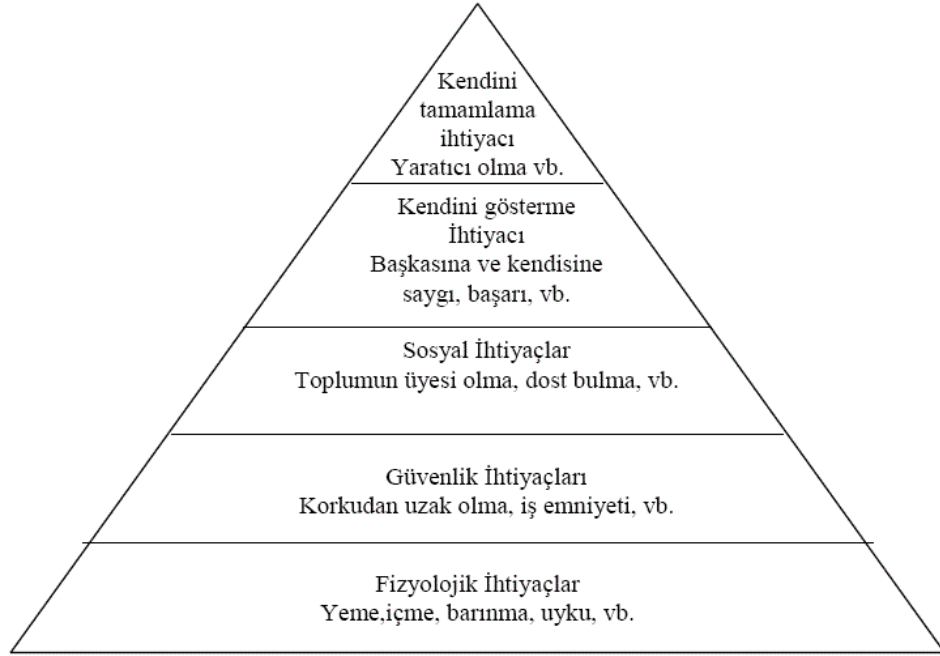 Kendini
tamamlama
ihtiyacı
Yaratıcı olma vb.
Kendini gösterme
İhtiyacı
Başkasına ve kendisine
saygı, başarı, vb.
Sosyal İhtiyaçlar
Toplumun üyesi olma, dost bulma, vb.
Güvenlik İhtiyaçları
Korkudan uzak olma, iş emniyeti, vb.
Fizyolojik İhtiyaçlar
Yeme,içme, barınma, uyku, vb.